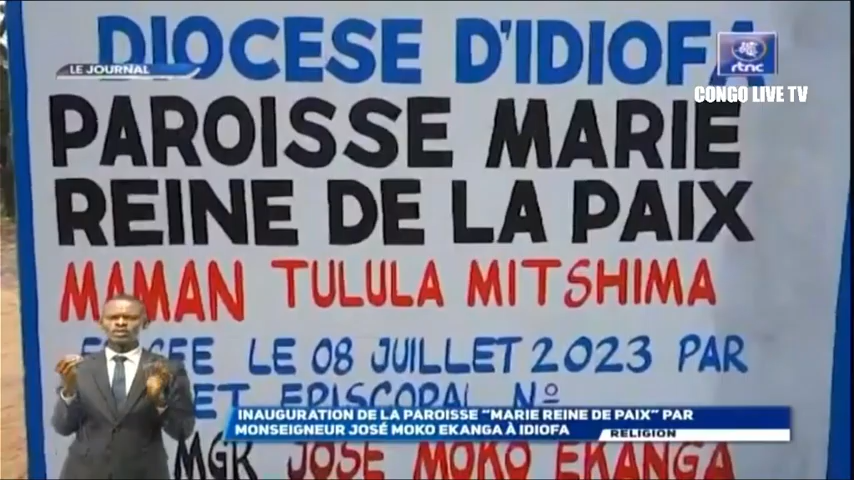 DIOCESE D'IDIOFA
LE JOURNAL
rtnc
CONGO LIVE TV
PAROISSE MARIE
REINE DE LA PAIX
MAMAN TULULA MITSHIMA
LE 08 JUILLET 2023 PAR
EPISCOPAL Nº
INAUGURATION DE LA PAROISSE "MARIE REINE DE PAIX" PAR
MONSEIGNEUR JOSÉ MOKO EKANGA À IDIOFA
RELIGION
MGR JOSÉ MOKO EKANGA